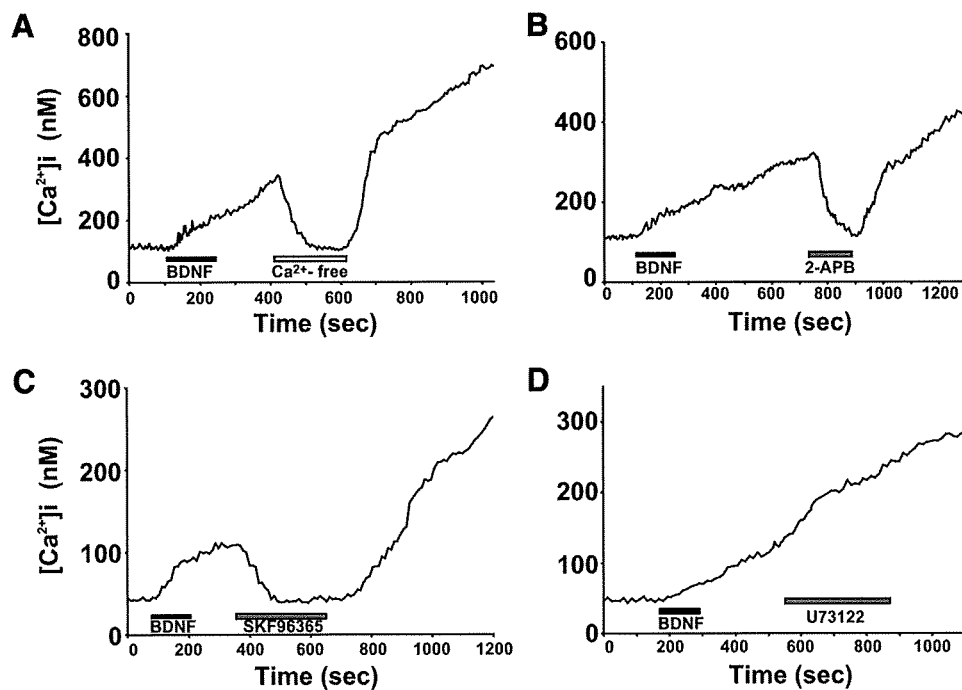 A
[Ca²⁺]i (nM)
800
600
400
200
0
BDNF
Ca²⁺- free
0 200 400 600 800 1000
Time (sec)
B
600
400
200
0
BDNF
2-APB
0 200 400 600 800 1000 1200
Time (sec)
C
[Ca²⁺]i (nM)
300
200
100
0
BDNF
SKF96365
0 200 400 600 800 1000 1200
Time (sec)
D
300
200
100
0
BDNF
U73122
0 200 400 600 800 1000
Time (sec)